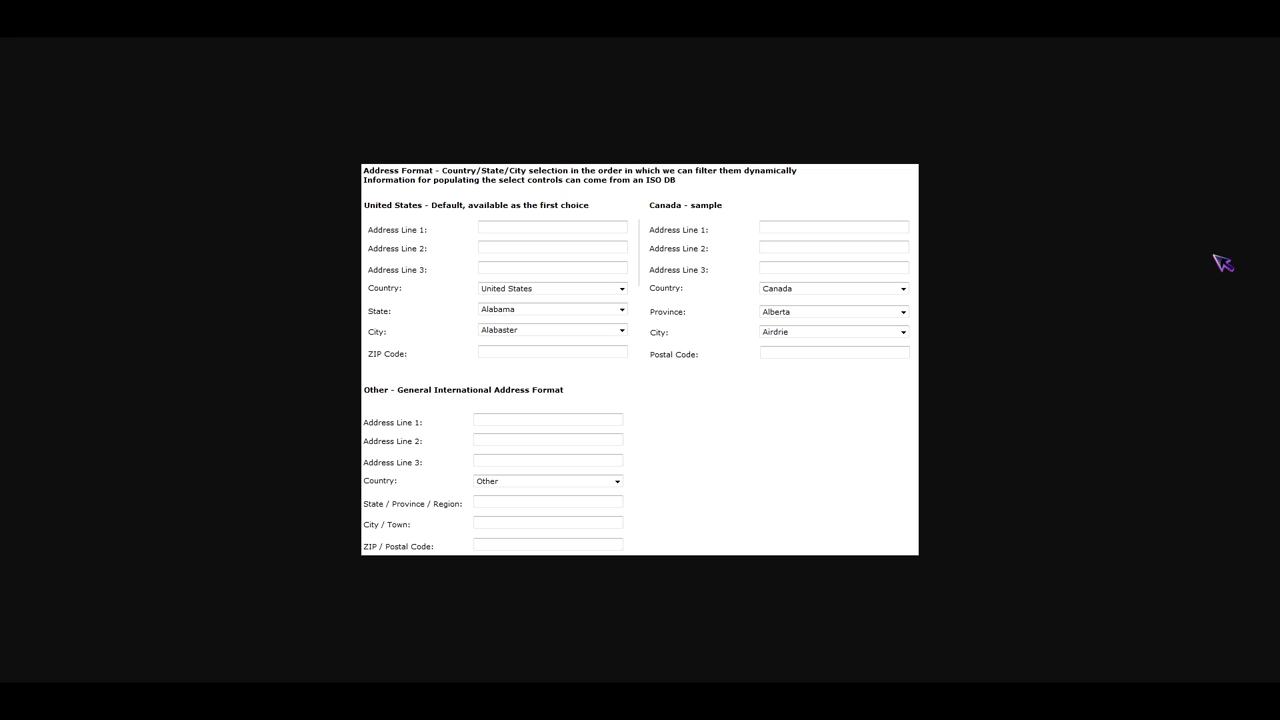 Address Format - Country/State/City selection in the order in which we can filter them dynamically
Information for populating the select controls can come from an ISO DB
United States - Default, available as the first choice
Address Line 1:
Address Line 2:
Address Line 3:
Country: United States
State: Alabama
City: Alabaster
ZIP Code:
Canada - sample
Address Line 1:
Address Line 2:
Address Line 3:
Country: Canada
Province: Alberta
City: Airdrie
Postal Code:
Other - General International Address Format
Address Line 1:
Address Line 2:
Address Line 3:
Country: Other
State / Province / Region:
City / Town:
ZIP / Postal Code: